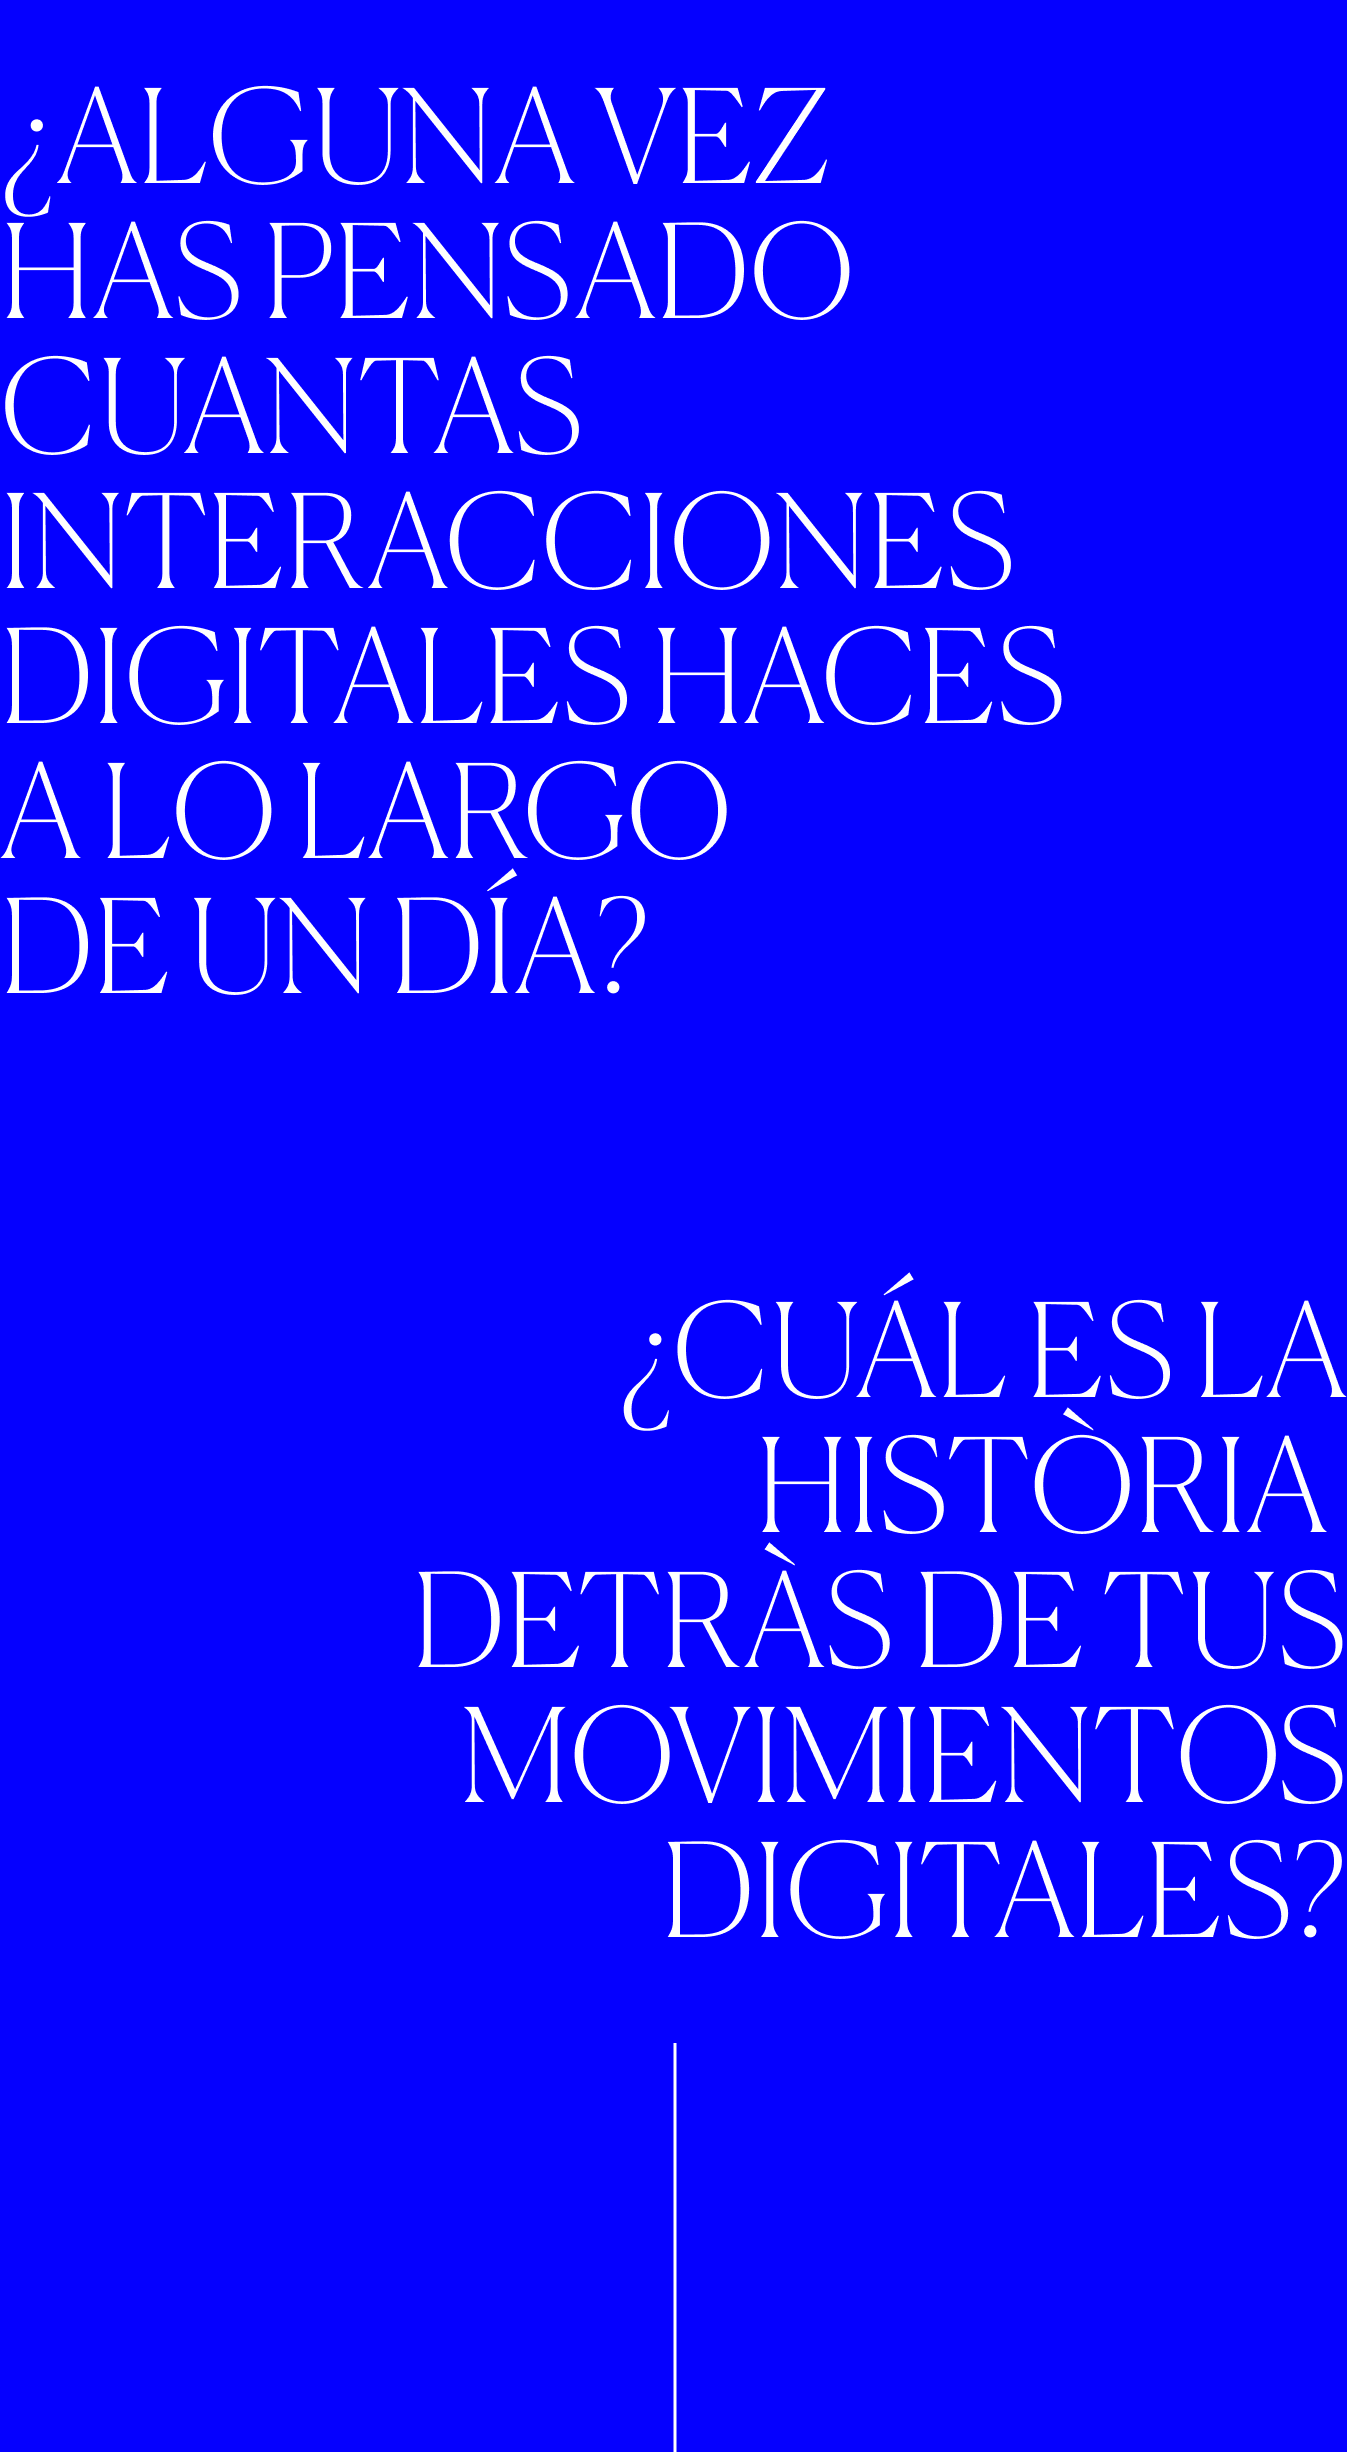 ¿ALGUNA VEZ
HAS PENSADO
CUANTAS
INTERACCIONES
DIGITALES HACES
A LO LARGO
DE UN DÍA?
¿CUÁL ES LA
HISTÒRIA
DETRÀS DE TUS
MOVIMIENTOS
DIGITALES?